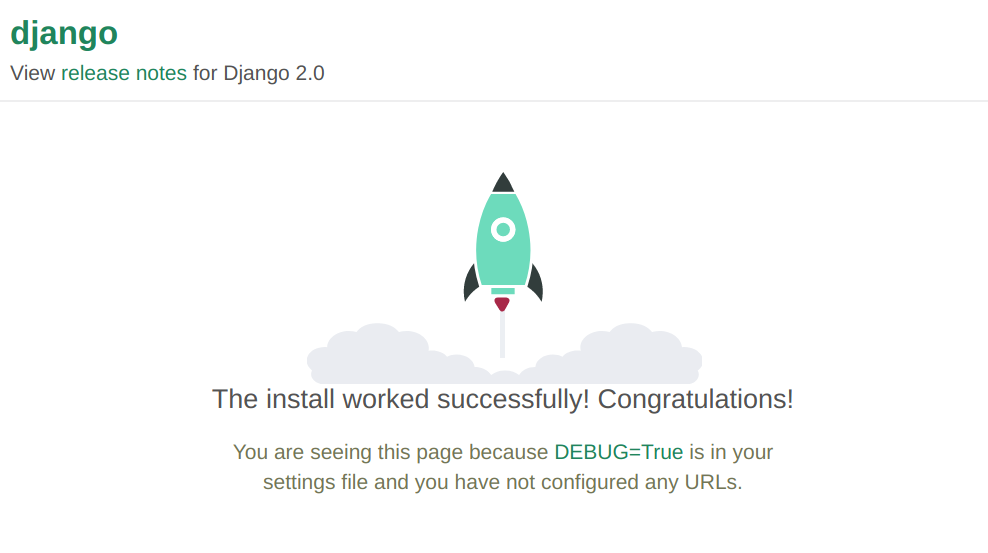 django
View release notes for Django 2.0
The install worked successfully! Congratulations!
You are seeing this page because DEBUG=True is in your
settings file and you have not configured any URLs.